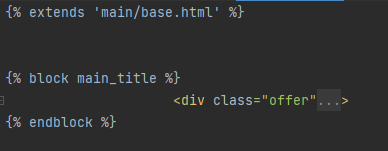 {% extends 'main/base.html' %}
{% block main_title %}
<div class="offer"...>
{% endblock %}